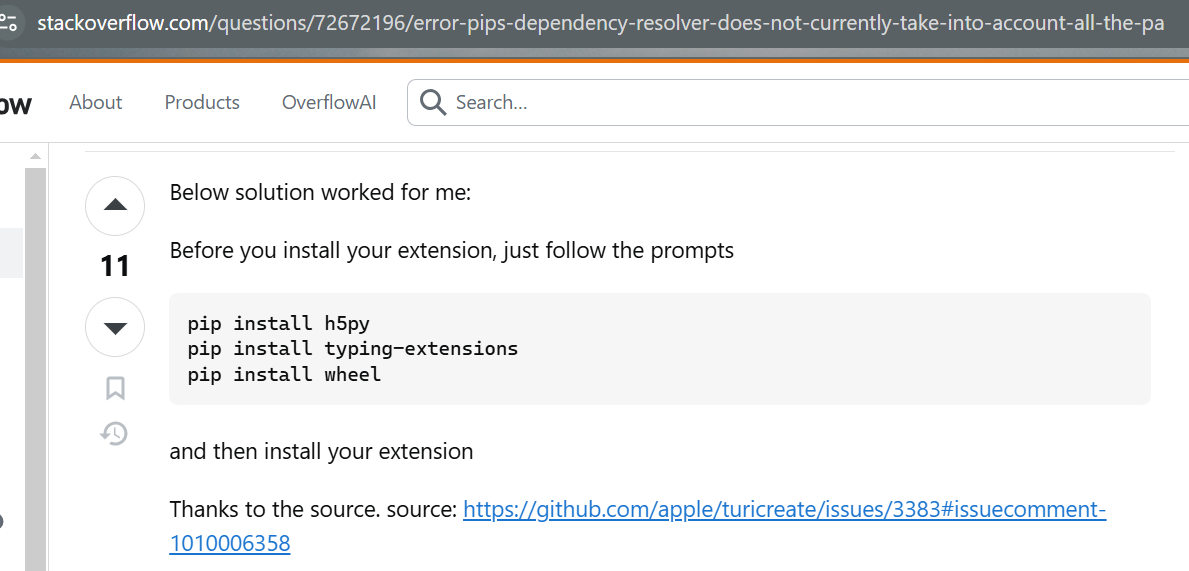 stackoverflow.com/questions/72672196/error-pips-dependency-resolver-does-not-currently-take-into-account-all-the-pa
ow About Products OverflowAI Search...
Below solution worked for me:
Before you install your extension, just follow the prompts
11
pip install h5py
pip install typing-extensions
pip install wheel
and then install your extension
Thanks to the source. source: https://github.com/apple/turicreate/issues/3383#issuecomment-
1010006358